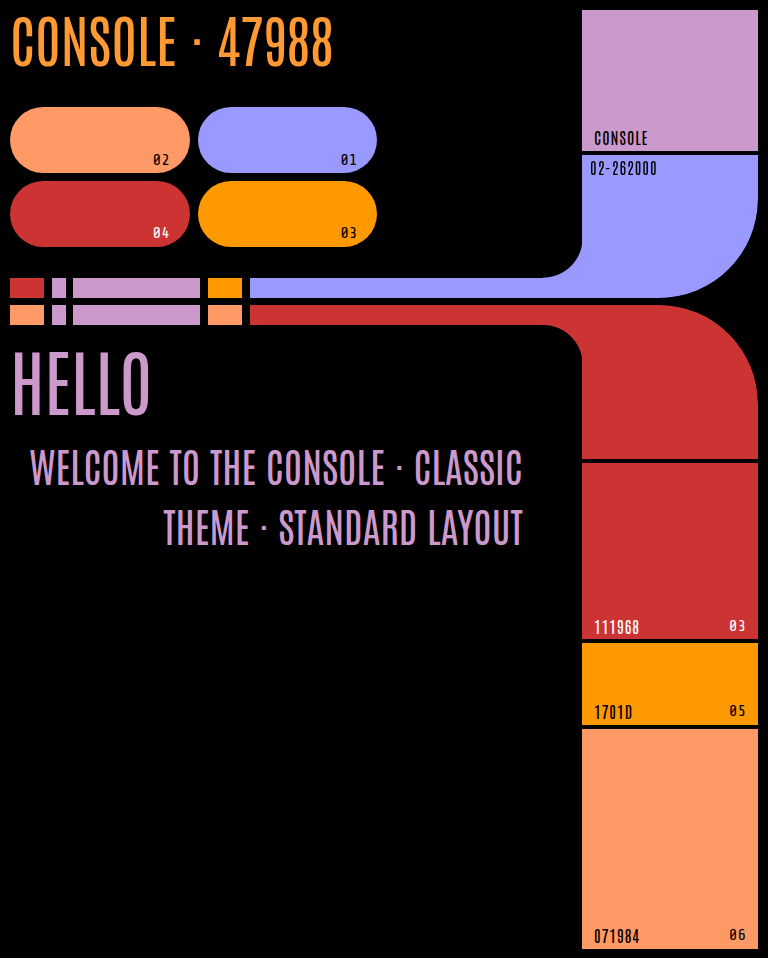 CONSOLE · 47988
02
01
04
03
CONSOLE
02-262000
HELLO
WELCOME TO THE CONSOLE · CLASSIC
THEME · STANDARD LAYOUT
111968 03
1701D 05
071984 06